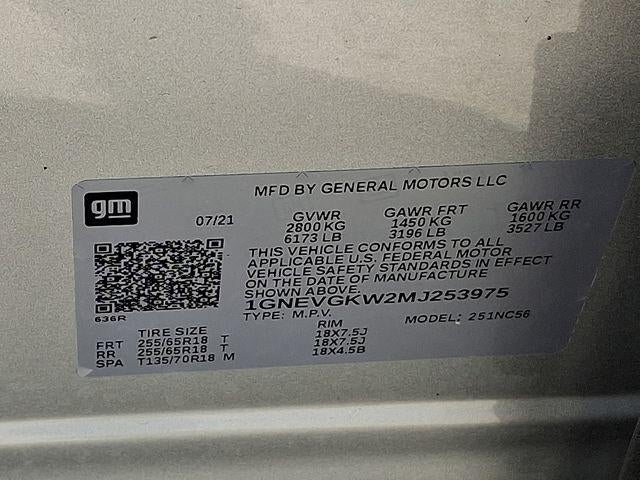 MFD BY GENERAL MOTORS LLC
gm
07/21 GVWR GAWR FRT GAWR RR
2800 KG 1450 KG 1600 KG
6173 LB 3196 LB 3527 LB
THIS VEHICLE CONFORMS TO ALL
APPLICABLE U.S. FEDERAL MOTOR
VEHICLE SAFETY STANDARDS IN EFFECT
ON THE DATE OF MANUFACTURE
SHOWN ABOVE.
1GNEVGKW2MJ253975
636R
TYPE: M.P.V. MODEL: 251NC56
TIRE SIZE RIM
FRT 255/65R18 T 18X7.5J
RR 255/65R18 T 18X7.5J
SPA T135/70R18 M 18X4.5B